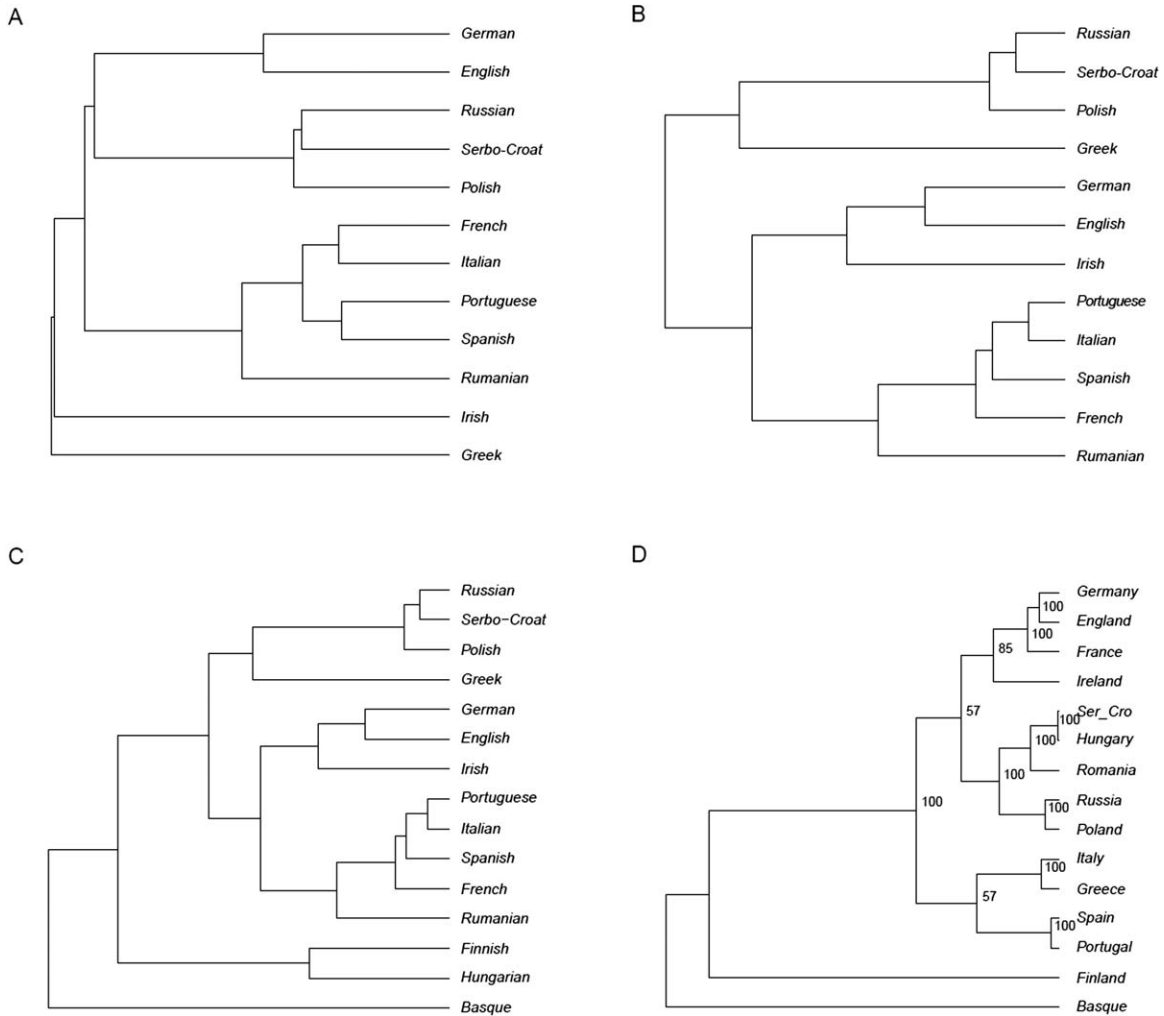 A
German
English
Russian
Serbo-Croat
Polish
French
Italian
Portuguese
Spanish
Rumanian
Irish
Greek
B
Russian
Serbo-Croat
Polish
Greek
German
English
Irish
Portuguese
Italian
Spanish
French
Rumanian
C
Russian
Serbo−Croat
Polish
Greek
German
English
Irish
Portuguese
Italian
Spanish
French
Rumanian
Finnish
Hungarian
Basque
D
Germany
100
England
100
France
85
Ireland
57
Ser_Cro
100
Hungary
100
Romania
100
Russia
100
Poland
100
Italy
100
Greece
57
Spain
100
Portugal
Finland
Basque